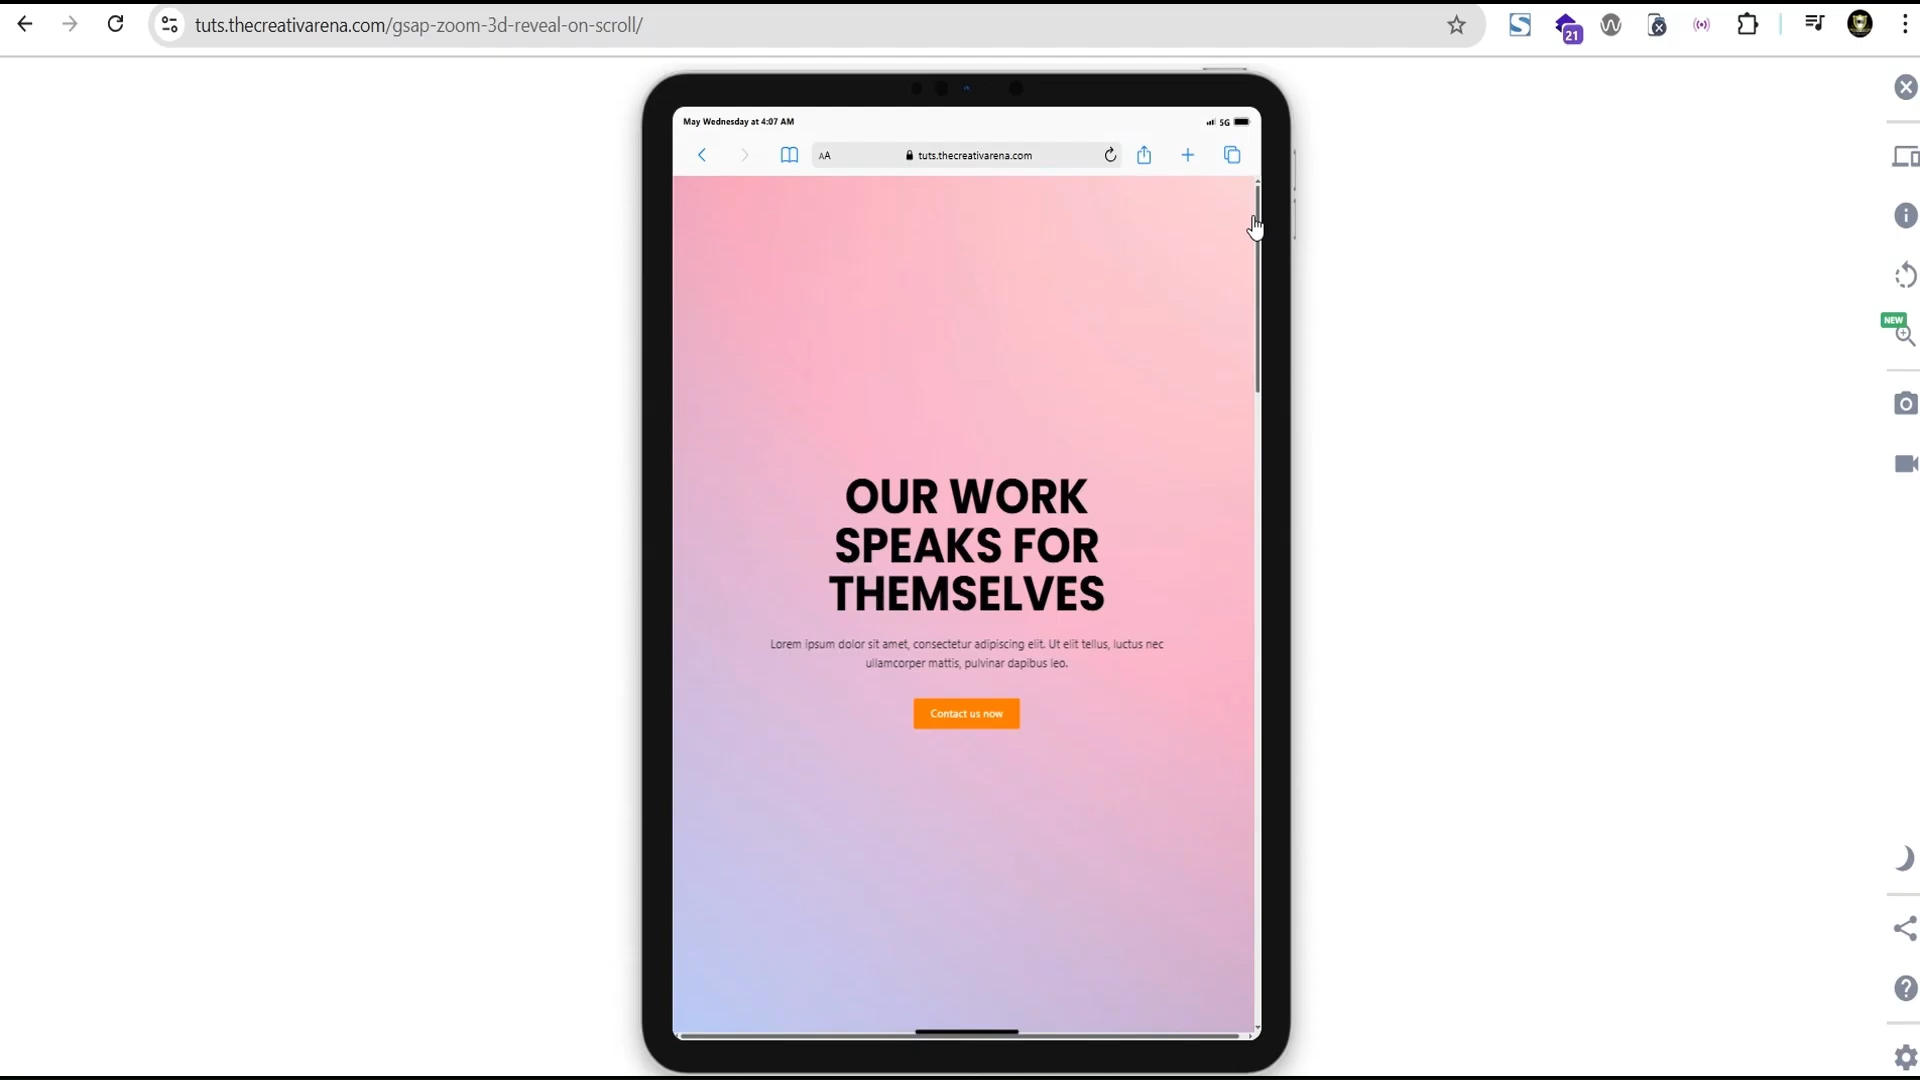 tuts.thecreativarena.com/gsap-zoom-3d-reveal-on-scroll/
21
May Wednesday at 4:07 AM
5G
AA
tuts.thecreativarena.com
NEW
OUR WORK
SPEAKS FOR
THEMSELVES
Lorem ipsum dolor sit amet, consectetur adipiscing elit. Ut elit tellus, luctus nec
ullamcorper mattis, pulvinar dapibus leo.
Contact us now